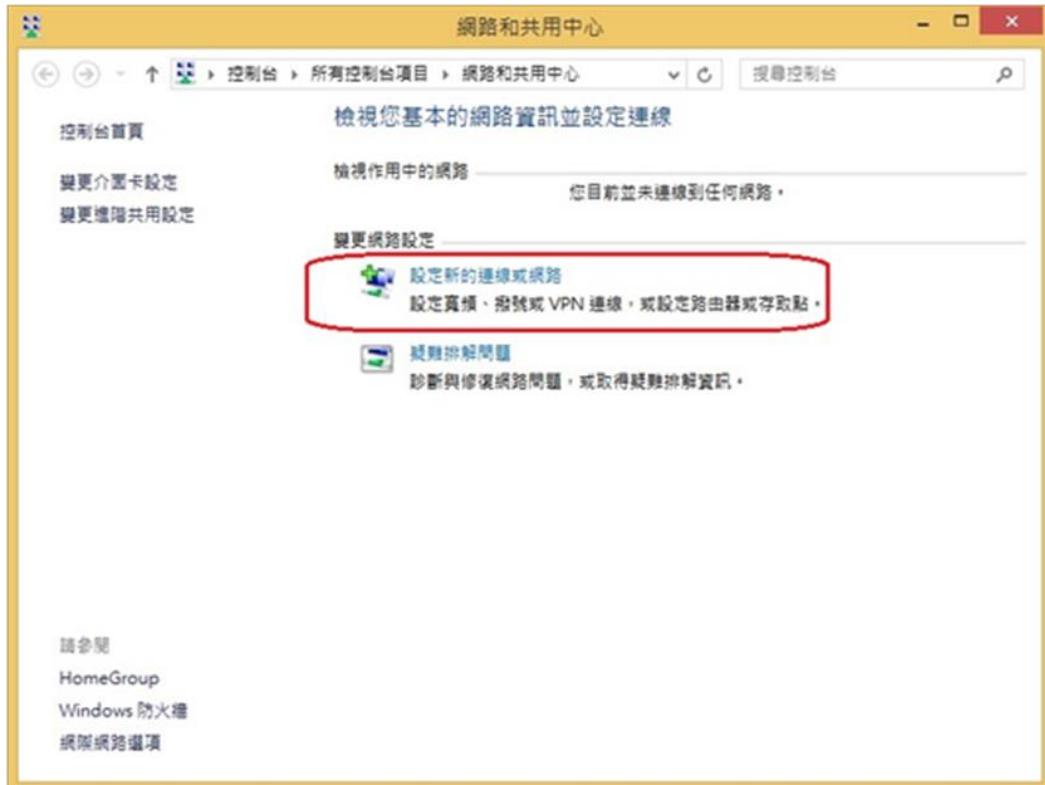 網路和共用中心
控制台 ▸ 所有控制台項目 ▸ 網路和共用中心
搜尋控制台
控制台首頁
變更介面卡設定
變更進階共用設定
檢視您基本的網路資訊並設定連線
檢視作用中的網路
您目前並未連線到任何網路。
變更網路設定
設定新的連線或網路
設定寬頻、撥號或 VPN 連線，或設定路由器或存取點。
疑難排解問題
診斷與修復網路問題，或取得疑難排解資訊。
請參閱
HomeGroup
Windows 防火牆
網際網路選項